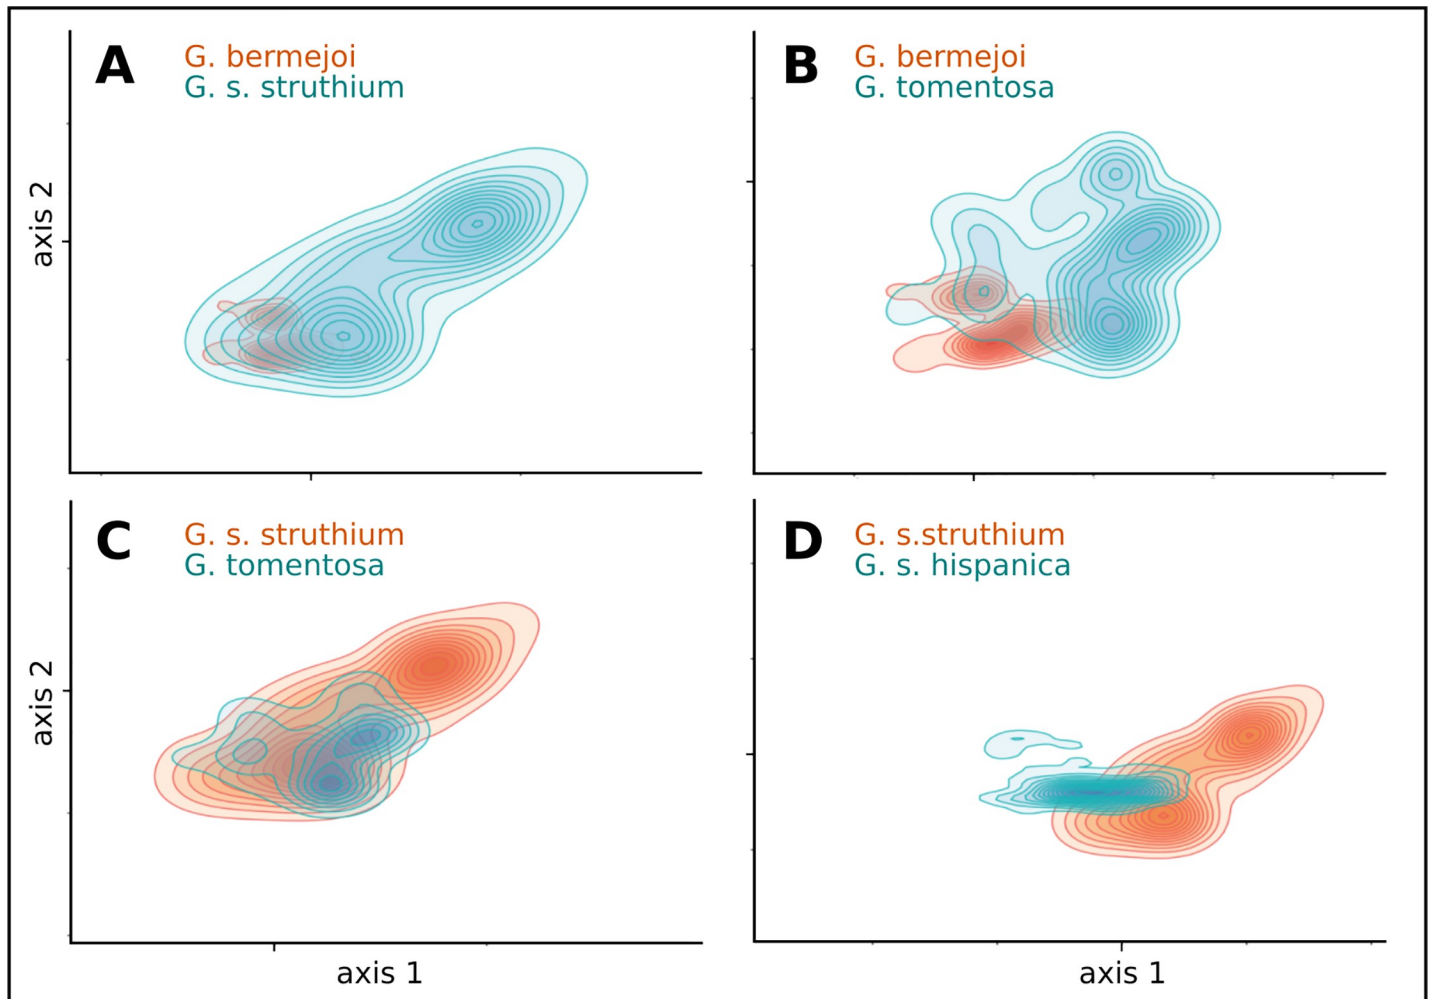 A
G. bermejoi
G. s. struthium
B
G. bermejoi
G. tomentosa
axis 2
C
G. s. struthium
G. tomentosa
D
G. s.struthium
G. s. hispanica
axis 2
axis 1
axis 1